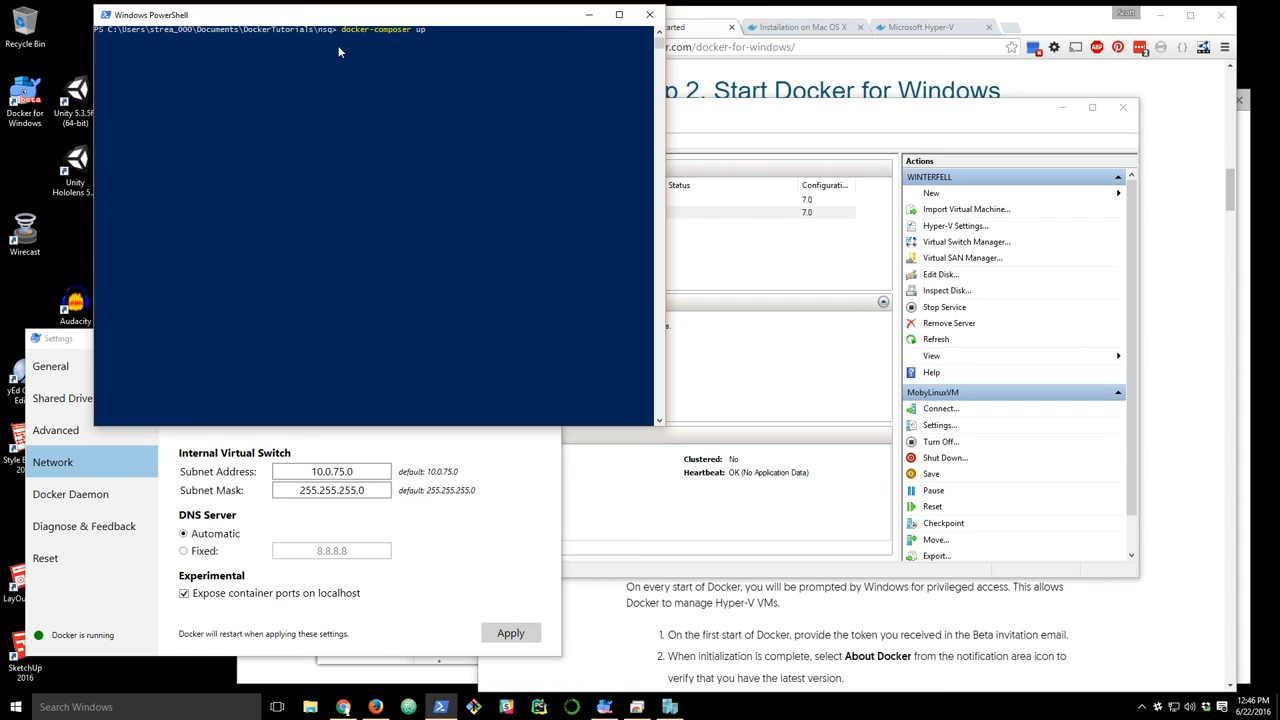 Recycle Bin
Docker for Windows
Unity 5.3.5f (64-bit)
Unity Hololens 5...
Wirecast
Audacity
SketchUp 2016
Windows PowerShell
PS C:\Users\strea_000\Documents\DockerTutorials\nsq> docker-composer up
Scott
Installation on Mac OS X
Microsoft Hyper-V
.com/docker-for-windows/
p 2. Start Docker for Windows
Status
Configurati...
7.0
7.0
Clustered: No
Heartbeat: OK (No Application Data)
Actions
WINTERFELL
New
Import Virtual Machine...
Hyper-V Settings...
Virtual Switch Manager...
Virtual SAN Manager...
Edit Disk...
Inspect Disk...
Stop Service
Remove Server
Refresh
View
Help
MobyLinuxVM
Connect...
Settings...
Turn Off...
Shut Down...
Save
Pause
Reset
Checkpoint
Move...
Export...
Settings
General
Shared Drive
Advanced
Network
Docker Daemon
Diagnose & Feedback
Reset
Docker is running
Internal Virtual Switch
Subnet Address: 10.0.75.0 default: 10.0.75.0
Subnet Mask: 255.255.255.0 default: 255.255.255.0
DNS Server
Automatic
Fixed: 8.8.8.8
Experimental
Expose container ports on localhost
Docker will restart when applying these settings.
Apply
On every start of Docker, you will be prompted by Windows for privileged access. This allows
Docker to manage Hyper-V VMs.
1. On the first start of Docker, provide the token you received in the Beta invitation email.
2. When initialization is complete, select About Docker from the notification area icon to
verify that you have the latest version.
Search Windows
12:46 PM
6/22/2016